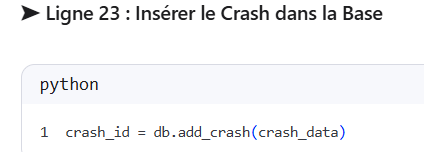 ➤ Ligne 23 : Insérer le Crash dans la Base
python
1 crash_id = db.add_crash(crash_data)